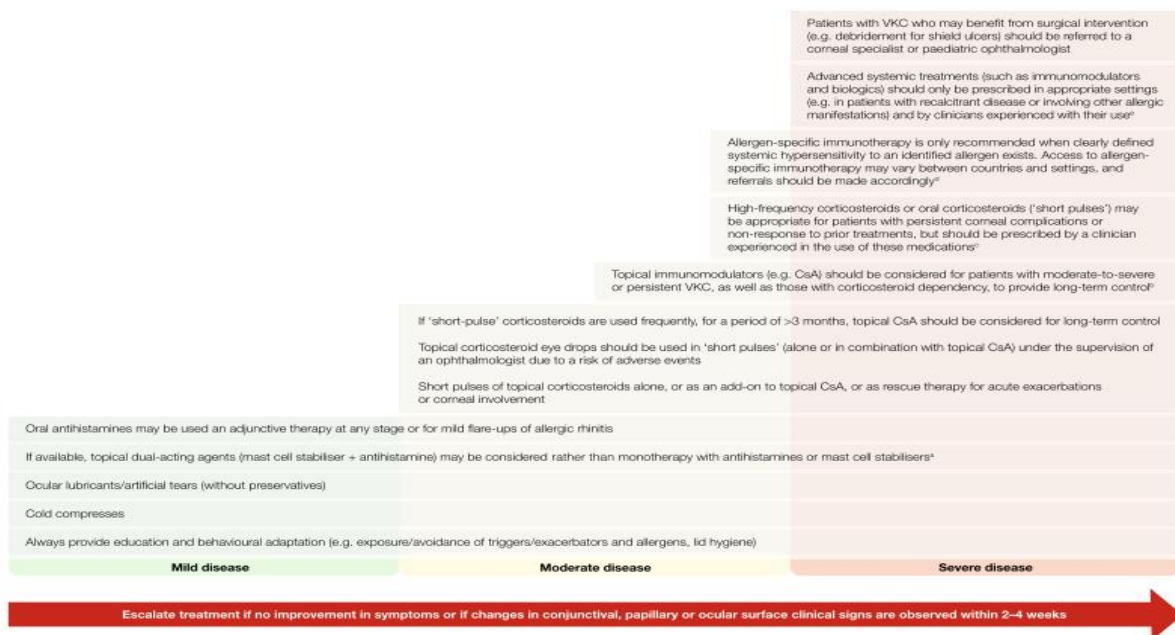 Patients with VKC who may benefit from surgical intervention
(e.g. debridement for shield ulcers) should be referred to a
corneal specialist or paediatric ophthalmologist
Advanced systemic treatments (such as immunomodulators
and biologics) should only be prescribed in appropriate settings
(e.g. in patients with recalcitrant disease or involving other allergic
manifestations) and by clinicians experienced with their useᵉ
Allergen-specific immunotherapy is only recommended when clearly defined
systemic hypersensitivity to an identified allergen exists. Access to allergen-
specific immunotherapy may vary between countries and settings, and
referrals should be made accordinglyᵈ
High-frequency corticosteroids or oral corticosteroids ('short pulses') may
be appropriate for patients with persistent corneal complications or
non-response to prior treatments, but should be prescribed by a clinician
experienced in the use of these medicationsᶜ
Topical immunomodulators (e.g. CsA) should be considered for patients with moderate-to-severe
or persistent VKC, as well as those with corticosteroid dependency, to provide long-term controlᵇ
If 'short-pulse' corticosteroids are used frequently, for a period of >3 months, topical CsA should be considered for long-term control
Topical corticosteroid eye drops should be used in 'short pulses' (alone or in combination with topical CsA) under the supervision of
an ophthalmologist due to a risk of adverse events
Short pulses of topical corticosteroids alone, or as an add-on to topical CsA, or as rescue therapy for acute exacerbations
or corneal involvement
Oral antihistamines may be used an adjunctive therapy at any stage or for mild flare-ups of allergic rhinitis
If available, topical dual-acting agents (mast cell stabiliser + antihistamine) may be considered rather than monotherapy with antihistamines or mast cell stabilisersᵃ
Ocular lubricants/artificial tears (without preservatives)
Cold compresses
Always provide education and behavioural adaptation (e.g. exposure/avoidance of triggers/exacerbators and allergens, lid hygiene)
Mild disease
Moderate disease
Severe disease
Escalate treatment if no improvement in symptoms or if changes in conjunctival, papillary or ocular surface clinical signs are observed within 2–4 weeks